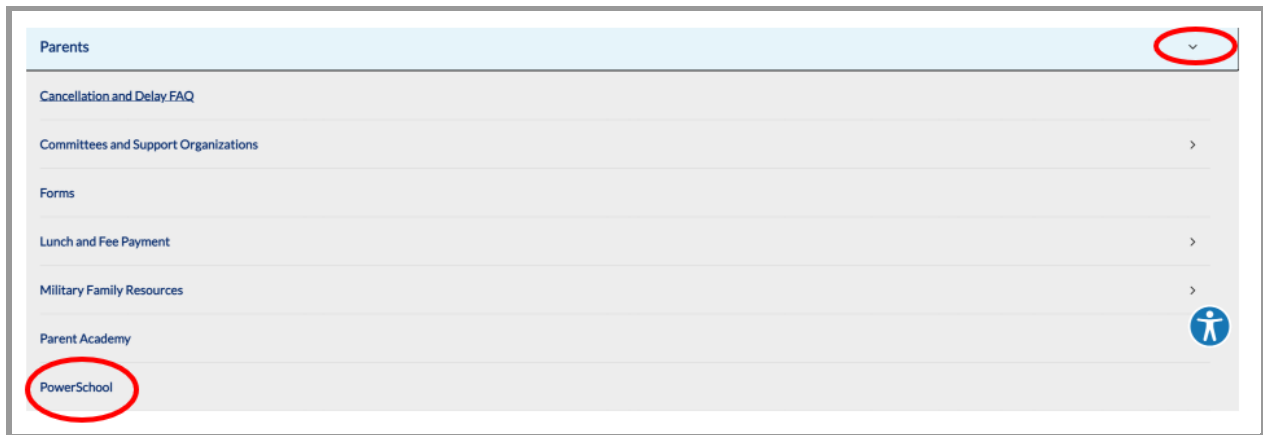 Parents
Cancellation and Delay FAQ
Committees and Support Organizations
Forms
Lunch and Fee Payment
Military Family Resources
Parent Academy
PowerSchool